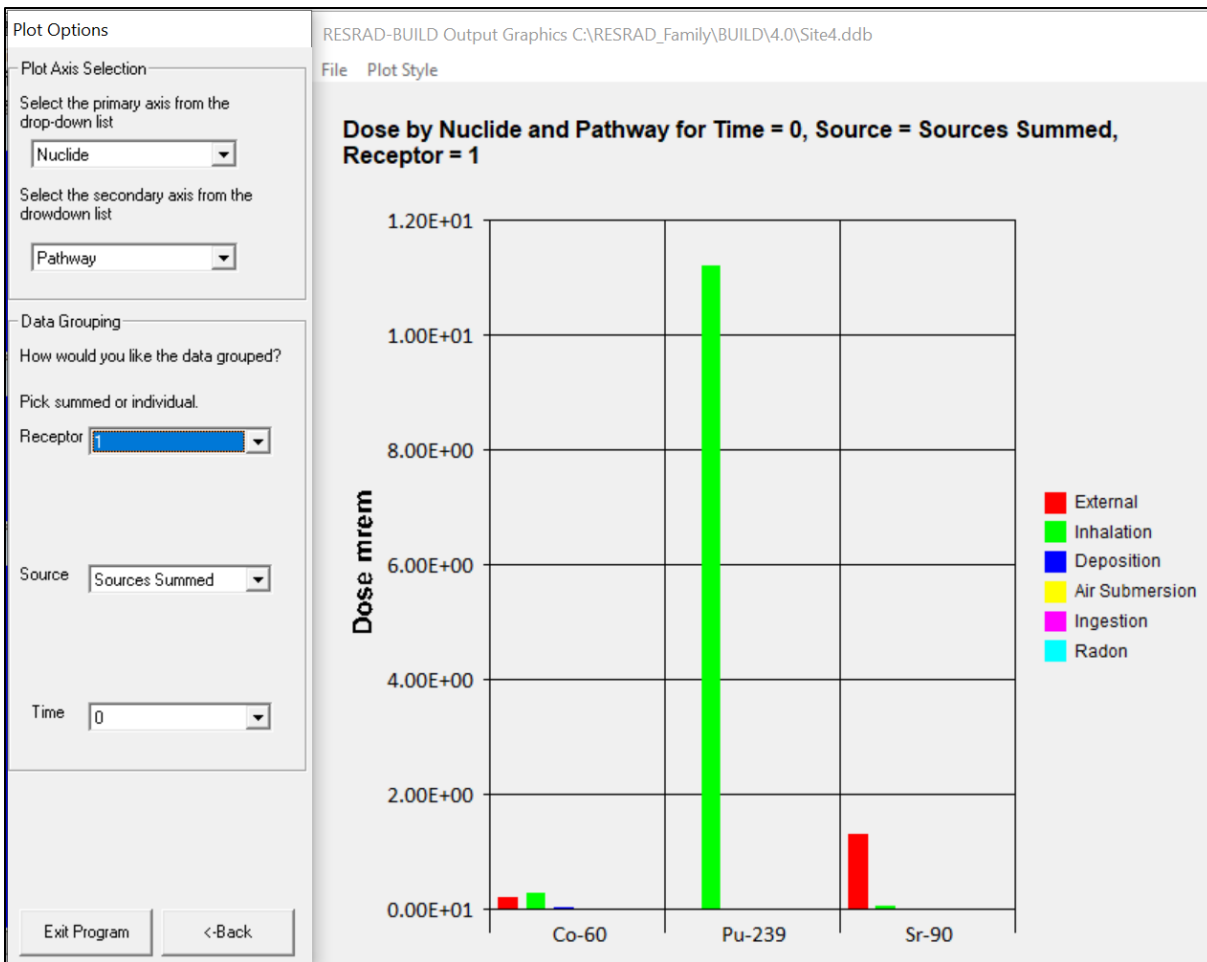 Plot Options
Plot Axis Selection
Select the primary axis from the
drop-down list
Nuclide
Select the secondary axis from the
drowdown list
Pathway
Data Grouping
How would you like the data grouped?
Pick summed or individual.
Receptor 1
Source Sources Summed
Time 0
Exit Program <-Back
RESRAD-BUILD Output Graphics C:\RESRAD_Family\BUILD\4.0\Site4.ddb
File Plot Style
Dose by Nuclide and Pathway for Time = 0, Source = Sources Summed,
Receptor = 1
Dose mrem
1.20E+01
1.00E+01
8.00E+00
6.00E+00
4.00E+00
2.00E+00
0.00E+01
Co-60 Pu-239 Sr-90
External
Inhalation
Deposition
Air Submersion
Ingestion
Radon